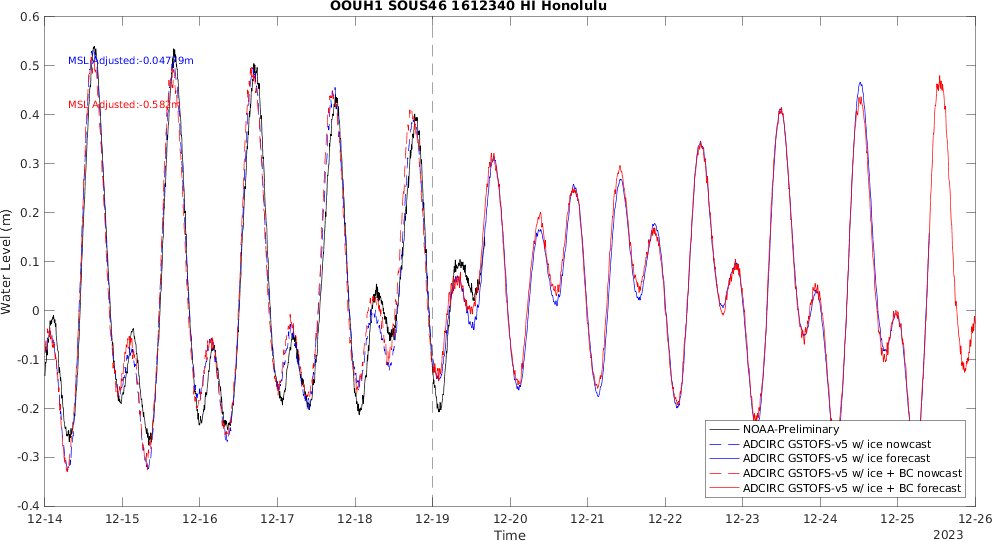 OOUH1 SOUS46 1612340 HI Honolulu
0.6
0.5
0.4
0.3
0.2
0.1
0
-0.1
-0.2
-0.3
-0.4
Water Level (m)
MSL Adjusted:-0.04719m
MSL Adjusted:-0.582m
NOAA-Preliminary
ADCIRC GSTOFS-v5 w/ ice nowcast
ADCIRC GSTOFS-v5 w/ ice forecast
ADCIRC GSTOFS-v5 w/ ice + BC nowcast
ADCIRC GSTOFS-v5 w/ ice + BC forecast
12-14 12-15 12-16 12-17 12-18 12-19 12-20 12-21 12-22 12-23 12-24 12-25 12-26
Time
2023